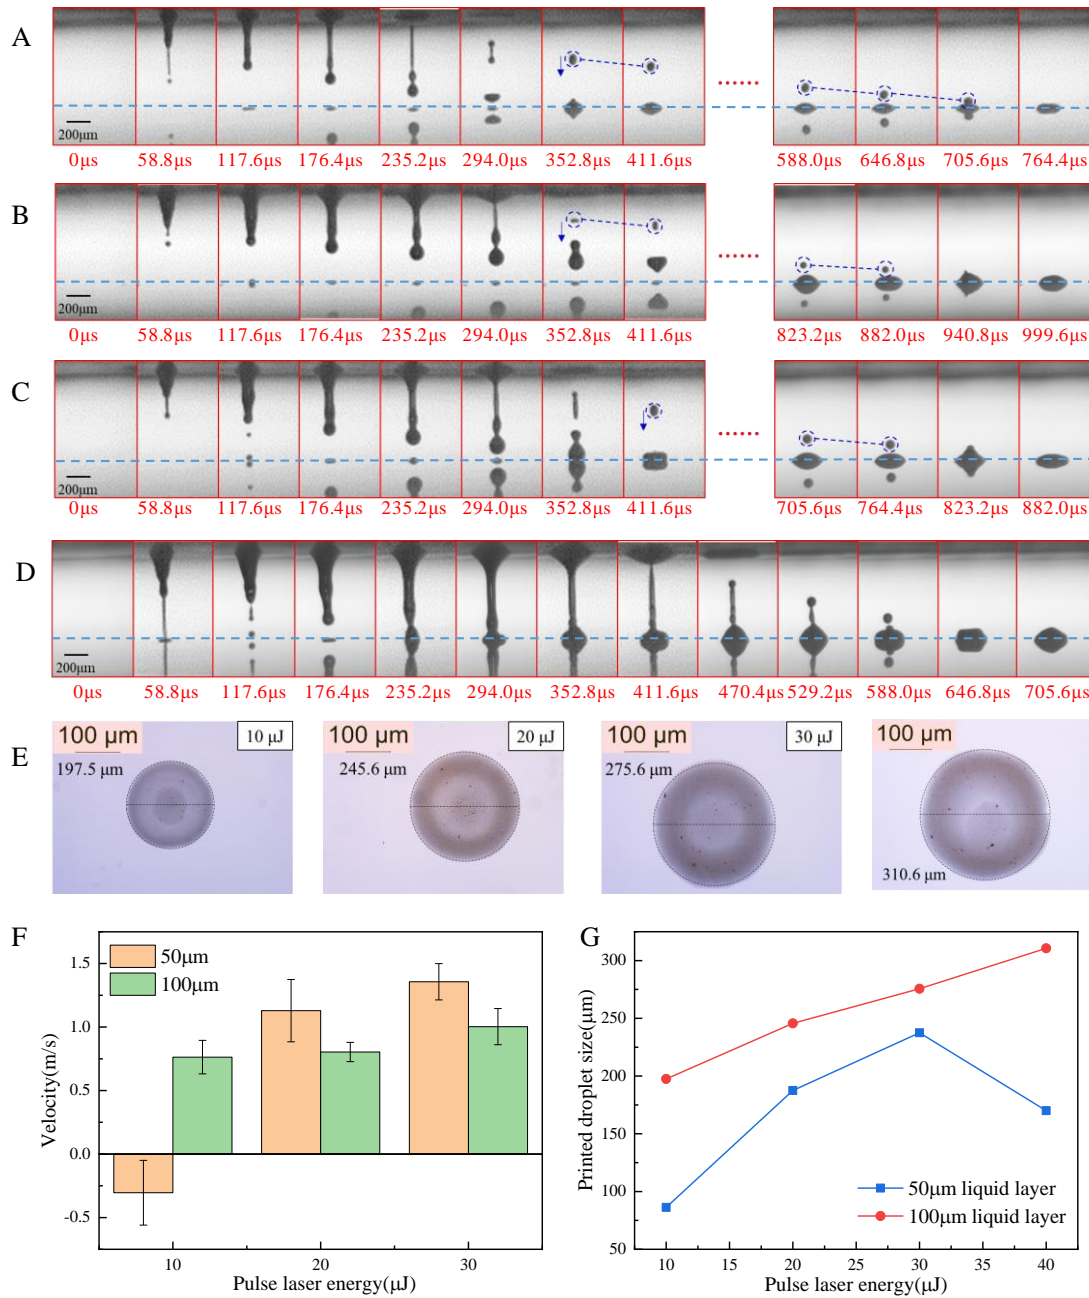 A
200μm
0μs 58.8μs 117.6μs 176.4μs 235.2μs 294.0μs 352.8μs 411.6μs 588.0μs 646.8μs 705.6μs 764.4μs
B
200μm
0μs 58.8μs 117.6μs 176.4μs 235.2μs 294.0μs 352.8μs 411.6μs 823.2μs 882.0μs 940.8μs 999.6μs
C
200μm
0μs 58.8μs 117.6μs 176.4μs 235.2μs 294.0μs 352.8μs 411.6μs 705.6μs 764.4μs 823.2μs 882.0μs
D
200μm
0μs 58.8μs 117.6μs 176.4μs 235.2μs 294.0μs 352.8μs 411.6μs 470.4μs 529.2μs 588.0μs 646.8μs 705.6μs
E
100 μm 10 μJ
197.5 μm
100 μm 20 μJ
245.6 μm
100 μm 30 μJ
275.6 μm
100 μm
310.6 μm
F
50μm
100μm
1.5
1.0
0.5
0.0
-0.5
Velocity(m/s)
10 20 30
Pulse laser energy(μJ)
G
300
250
200
150
100
50
Printed droplet size(μm)
50μm liquid layer
100μm liquid layer
10 15 20 25 30 35 40
Pulse laser energy(μJ)